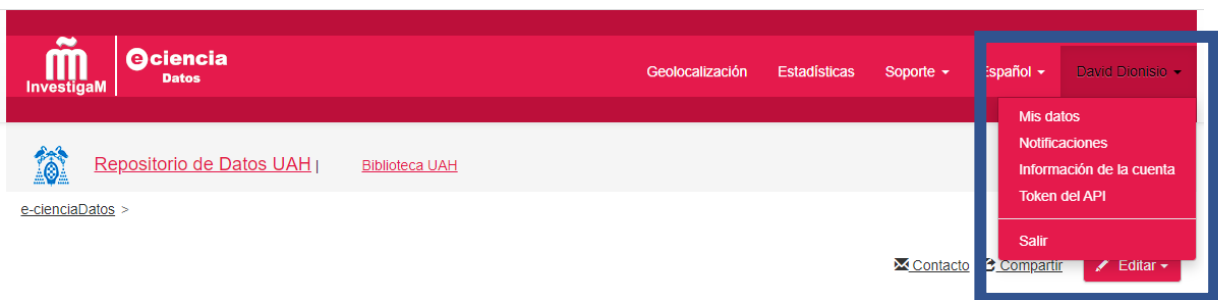 InvestigaM
eciencia
Datos
Geolocalización Estadísticas Soporte Español David Dionisio
Mis datos
Notificaciones
Información de la cuenta
Token del API
Salir
Repositorio de Datos UAH | Biblioteca UAH
e-cienciaDatos >
Contacto Compartir Editar